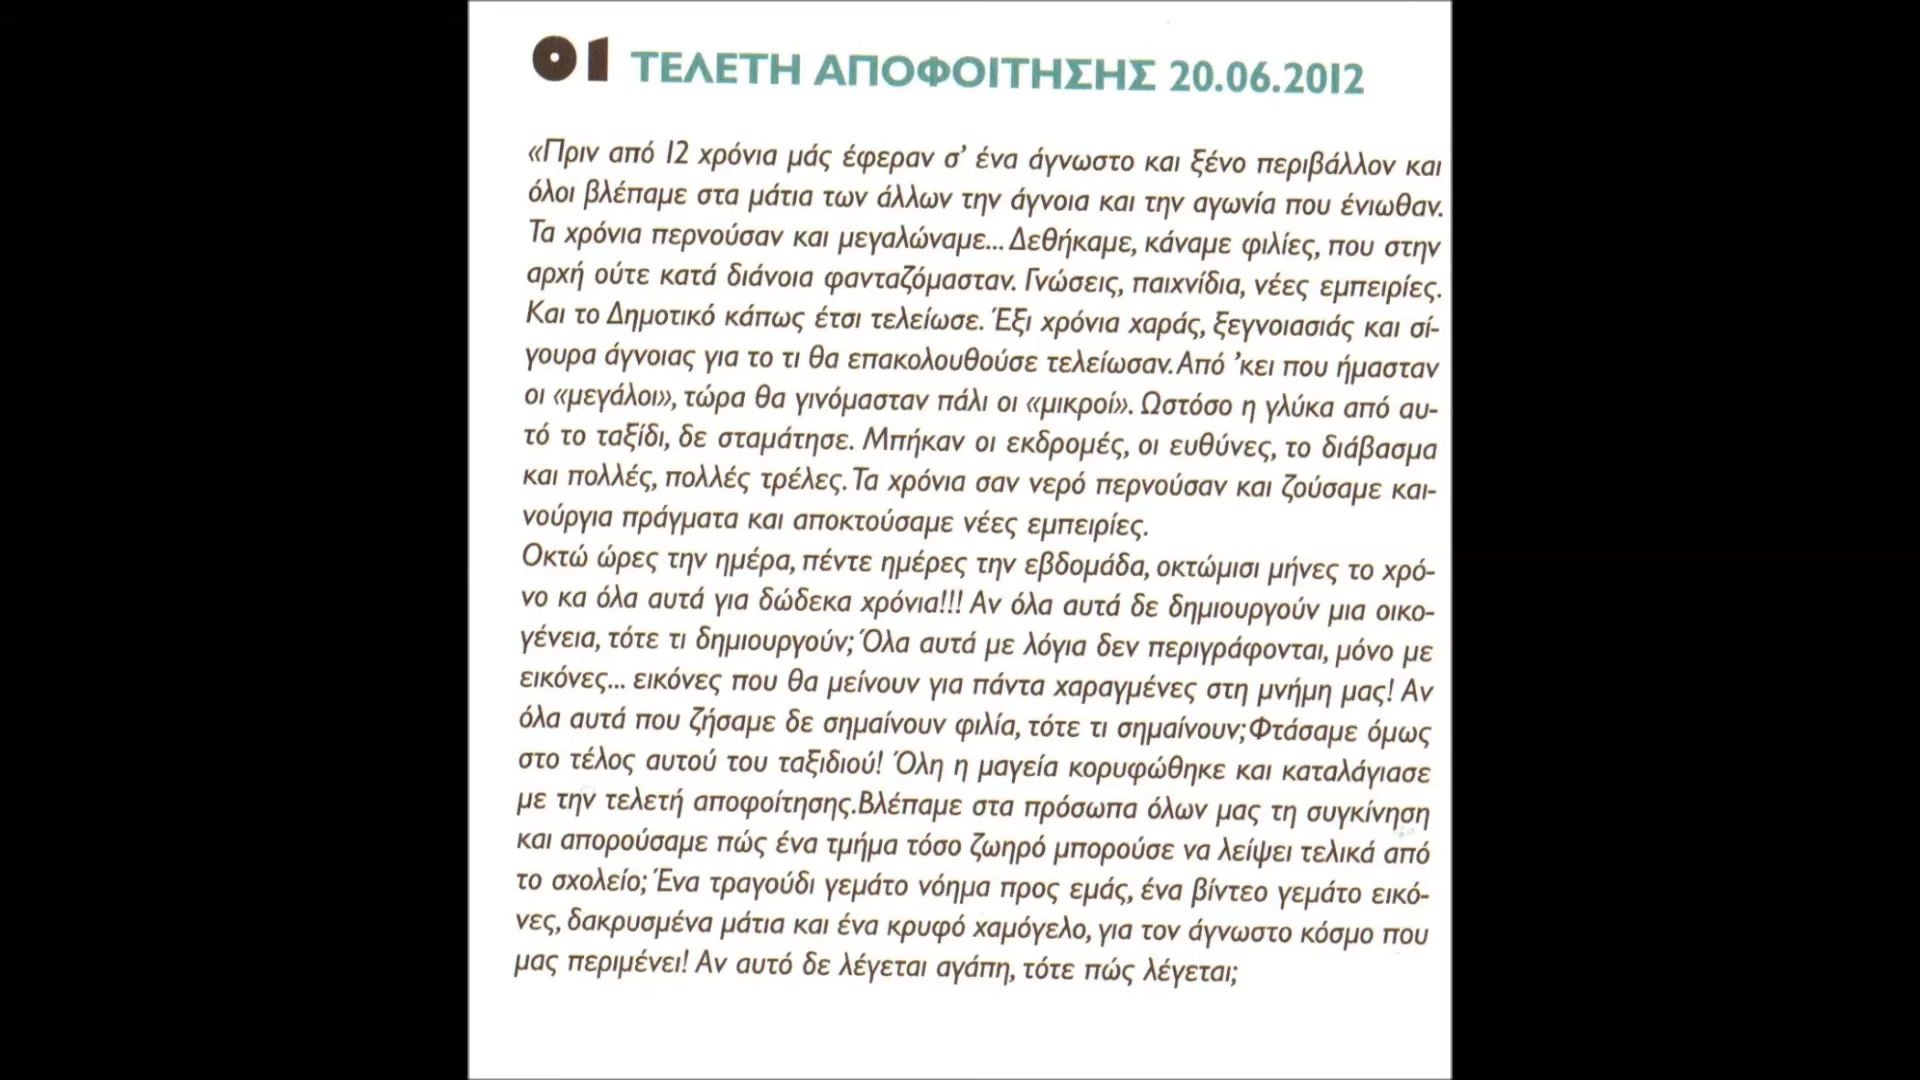 01 ΤΕΛΕΤΗ ΑΠΟΦΟΙΤΗΣΗΣ 20.06.2012
«Πριν από 12 χρόνια μάς έφεραν σ’ ένα άγνωστο και ξένο περιβάλλον και
όλοι βλέπαμε στα μάτια των άλλων την άγνοια και την αγωνία που ένιωθαν.
Τα χρόνια περνούσαν και μεγαλώναμε... Δεθήκαμε, κάναμε φιλίες, που στην
αρχή ούτε κατά διάνοια φανταζόμασταν. Γνώσεις, παιχνίδια, νέες εμπειρίες.
Και το Δημοτικό κάπως έτσι τελείωσε. Έξι χρόνια χαράς, ξεγνοιασιάς και σί-
γουρα άγνοιας για το τι θα επακολουθούσε τελείωσαν. Από ’κει που ήμασταν
οι «μεγάλοι», τώρα θα γινόμασταν πάλι οι «μικροί». Ωστόσο η γλύκα από αυ-
τό το ταξίδι, δε σταμάτησε. Μπήκαν οι εκδρομές, οι ευθύνες, το διάβασμα
και πολλές, πολλές τρέλες. Τα χρόνια σαν νερό περνούσαν και ζούσαμε και-
νούργια πράγματα και αποκτούσαμε νέες εμπειρίες.
Οκτώ ώρες την ημέρα, πέντε ημέρες την εβδομάδα, οκτώμισι μήνες το χρό-
νο κα όλα αυτά για δώδεκα χρόνια!!! Αν όλα αυτά δε δημιουργούν μια οικο-
γένεια, τότε τι δημιουργούν; Όλα αυτά με λόγια δεν περιγράφονται, μόνο με
εικόνες... εικόνες που θα μείνουν για πάντα χαραγμένες στη μνήμη μας! Αν
όλα αυτά που ζήσαμε δε σημαίνουν φιλία, τότε τι σημαίνουν;Φτάσαμε όμως
στο τέλος αυτού του ταξιδιού! Όλη η μαγεία κορυφώθηκε και καταλάγιασε
με την τελετή αποφοίτησης.Βλέπαμε στα πρόσωπα όλων μας τη συγκίνηση
και απορούσαμε πώς ένα τμήμα τόσο ζωηρό μπορούσε να λείψει τελικά από
το σχολείο; Ένα τραγούδι γεμάτο νόημα προς εμάς, ένα βίντεο γεμάτο εικό-
νες, δακρυσμένα μάτια και ένα κρυφό χαμόγελο, για τον άγνωστο κόσμο που
μας περιμένει! Αν αυτό δε λέγεται αγάπη, τότε πώς λέγεται;